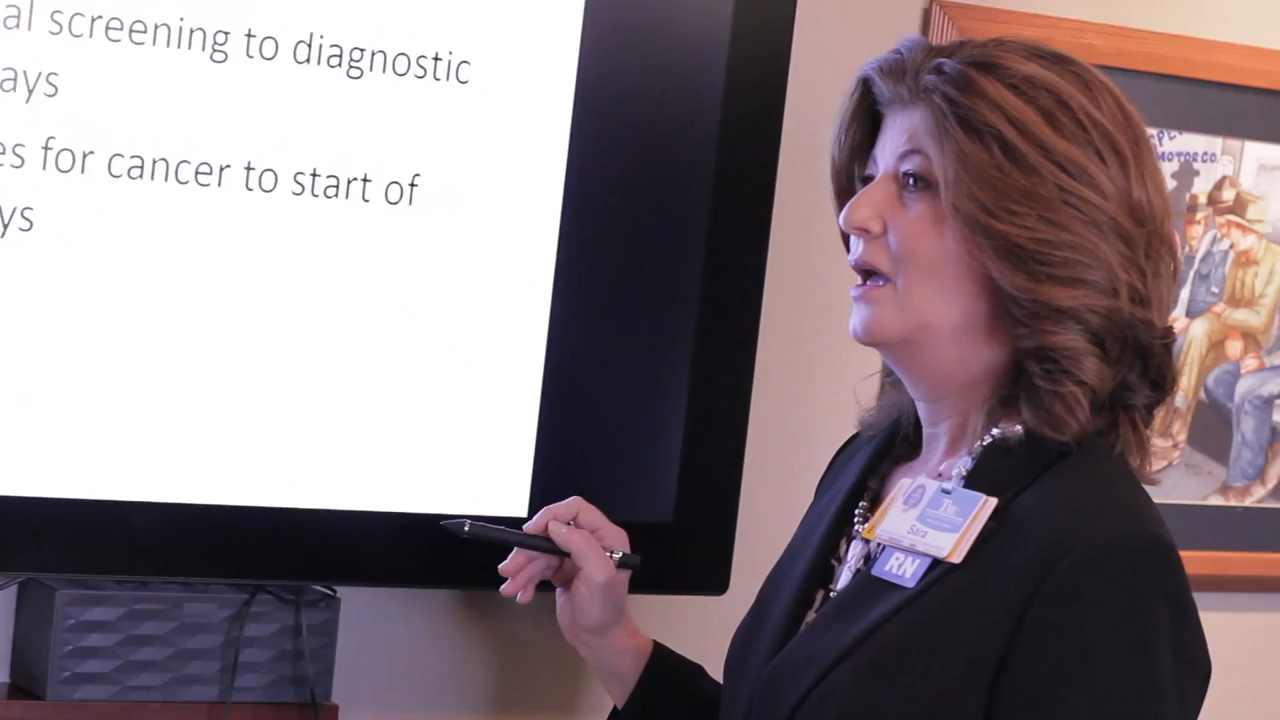 al screening to diagnostic
ays
es for cancer to start of
ys
MOTOR CO.
Sara
RN